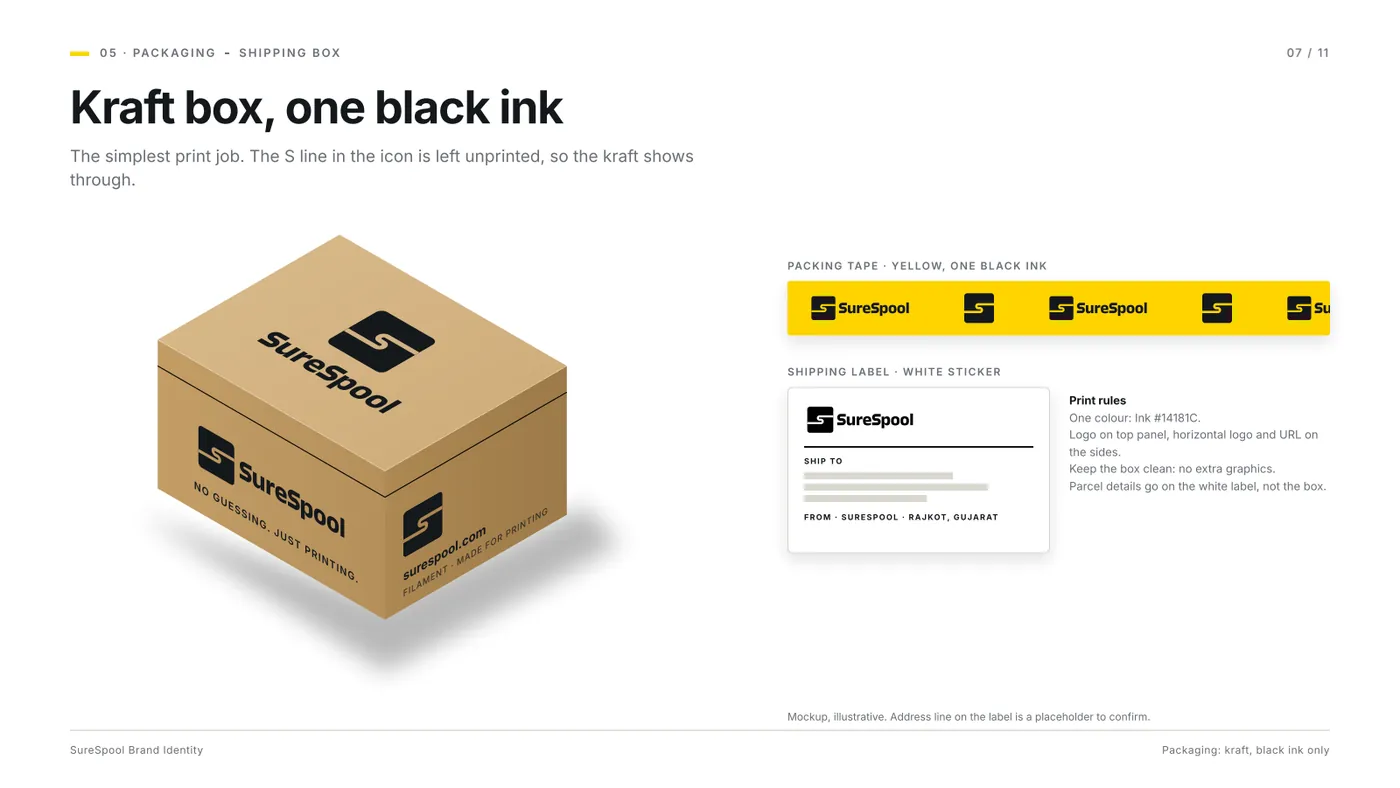 05 · PACKAGING - SHIPPING BOX
07 / 11
Kraft box, one black ink
The simplest print job. The S line in the icon is left unprinted, so the kraft shows
through.
SureSpool
SureSpool
NO GUESSING. JUST PRINTING.
surespool.com
FILAMENT · MADE FOR PRINTING
PACKING TAPE · YELLOW, ONE BLACK INK
SureSpool SureSpool Su
SHIPPING LABEL · WHITE STICKER
SureSpool
SHIP TO
FROM · SURESPOOL · RAJKOT, GUJARAT
Print rules
One colour: Ink #14181C.
Logo on top panel, horizontal logo and URL on
the sides.
Keep the box clean: no extra graphics.
Parcel details go on the white label, not the box.
Mockup, illustrative. Address line on the label is a placeholder to confirm.
SureSpool Brand Identity
Packaging: kraft, black ink only